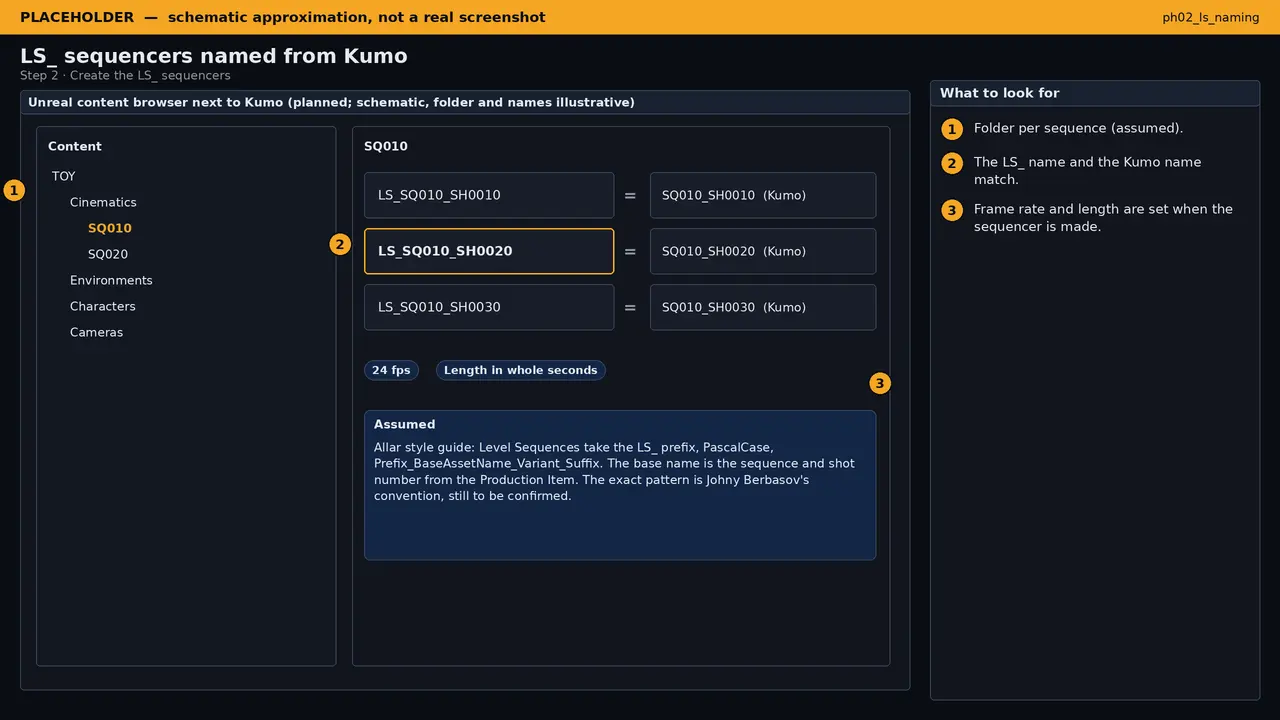 PLACEHOLDER — schematic approximation, not a real screenshot
ph02_ls_naming
LS_ sequencers named from Kumo
Step 2 · Create the LS_ sequencers
Unreal content browser next to Kumo (planned; schematic, folder and names illustrative)
Content
TOY
Cinematics
SQ010
SQ020
Environments
Characters
Cameras
1
2
SQ010
LS_SQ010_SH0010 = SQ010_SH0010 (Kumo)
LS_SQ010_SH0020 = SQ010_SH0020 (Kumo)
LS_SQ010_SH0030 = SQ010_SH0030 (Kumo)
24 fps Length in whole seconds
3
Assumed
Allar style guide: Level Sequences take the LS_ prefix, PascalCase,
Prefix_BaseAssetName_Variant_Suffix. The base name is the sequence and shot
number from the Production Item. The exact pattern is Johny Berbasov's
convention, still to be confirmed.
What to look for
1 Folder per sequence (assumed).
2 The LS_ name and the Kumo name
match.
3 Frame rate and length are set when the
sequencer is made.